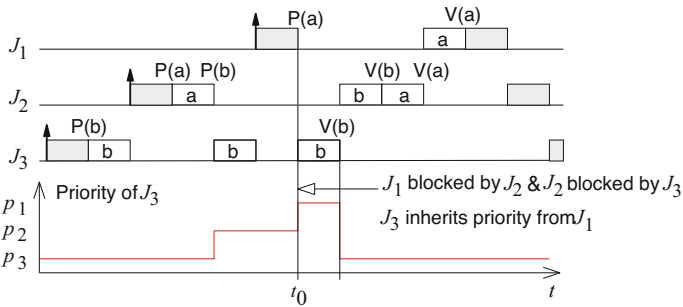 P(a) V(a)
J1 a
P(a) P(b) V(b) V(a)
J2 a b a
P(b) V(b)
J3 b b b
Priority of J3
J1 blocked by J2 & J2 blocked by J3
J3 inherits priority from J1
p1
p2
p3
t0 t